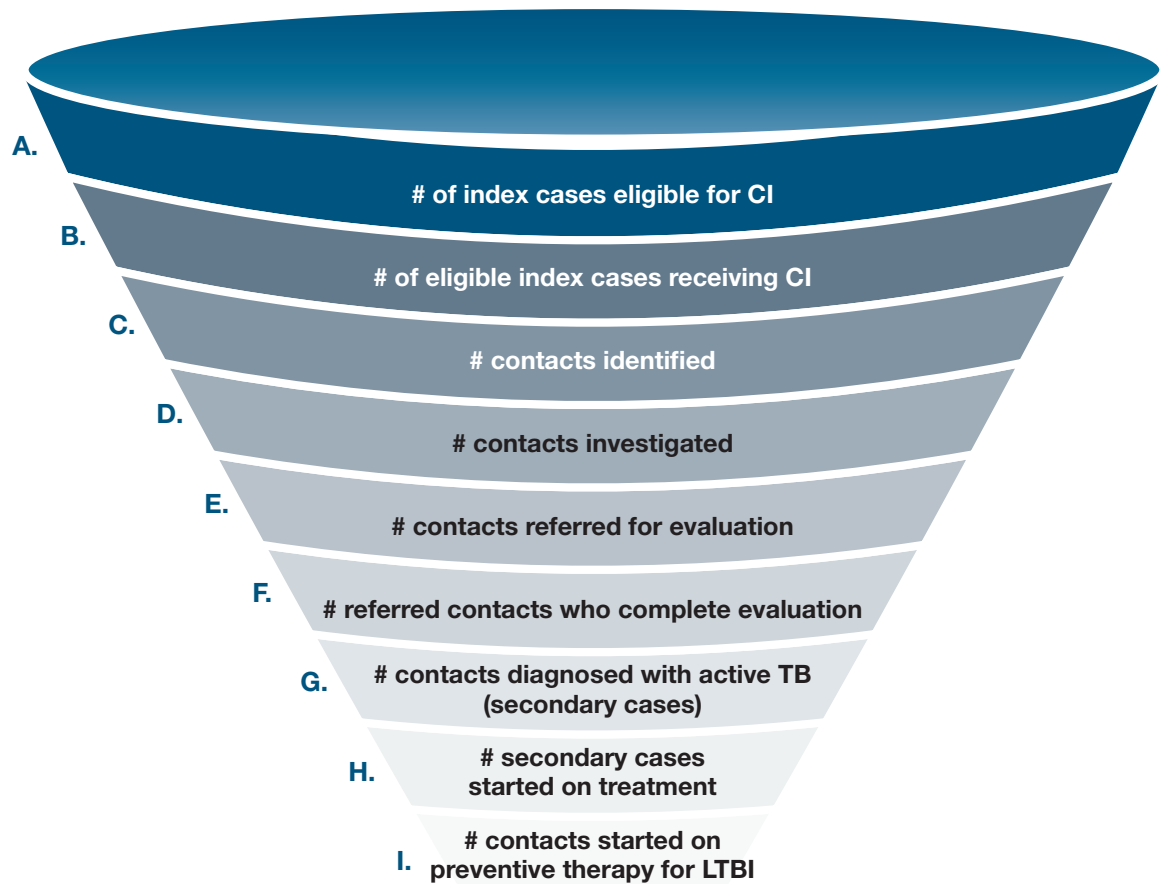 A.
# of index cases eligible for CI
B.
# of eligible index cases receiving CI
C.
# contacts identified
D.
# contacts investigated
E.
# contacts referred for evaluation
F.
# referred contacts who complete evaluation
G.
# contacts diagnosed with active TB
(secondary cases)
H.
# secondary cases
started on treatment
I.
# contacts started on
preventive therapy for LTBI